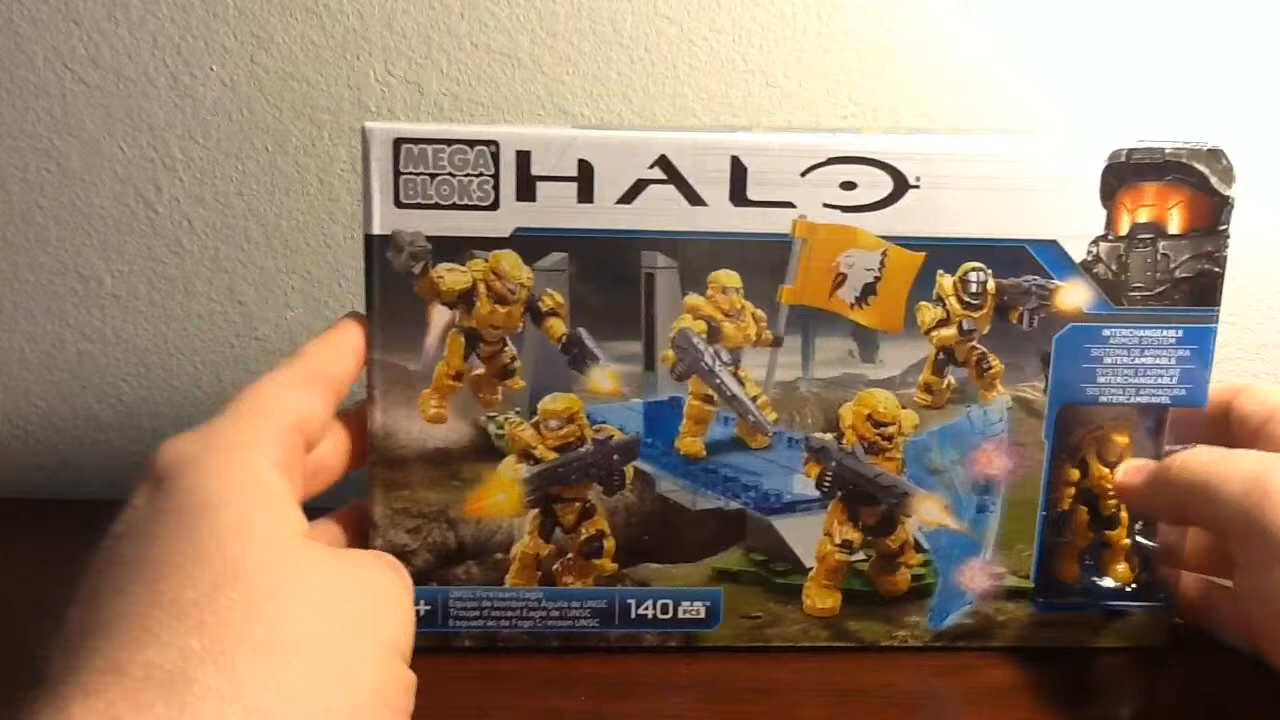 MEGA
BLOKS
HALO
INTERCHANGEABLE
ARMOR SYSTEM
SISTEMA DE ARMADURA
INTERCAMBIABLE
SYSTÈME D'ARMURE
INTERCHANGEABLE
SISTEMA DE ARMADURA
INTERCAMBIÁVEL
+
UNSC Fireteam Eagle
Equipo de bomberos Águila de UNSC
Troupe d'assaut Eagle de l'UNSC
Esquadrão de Fogo Crimson UNSC
140 PCS